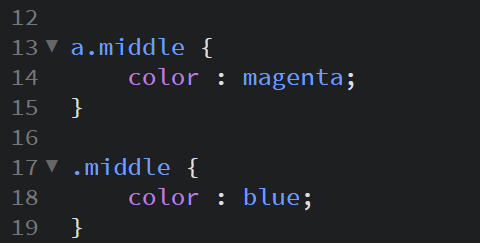 12
13 ▼ a.middle {
14 color : magenta;
15 }
16
17 ▼ .middle {
18 color : blue;
19 }